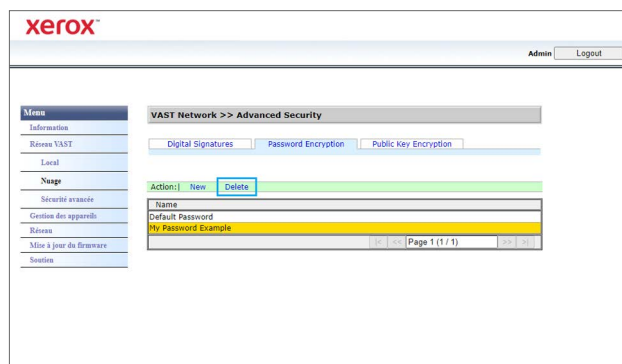 xerox™
Admin Logout
Menu
Information
Réseau VAST
Local
Nuage
Sécurité avancée
Gestion des appareils
Réseau
Mise à jour du firmware
Soutien
VAST Network >> Advanced Security
Digital Signatures Password Encryption Public Key Encryption
Action:| New Delete
Name
Default Password
My Password Example
|< << Page 1 (1 / 1) >> >|